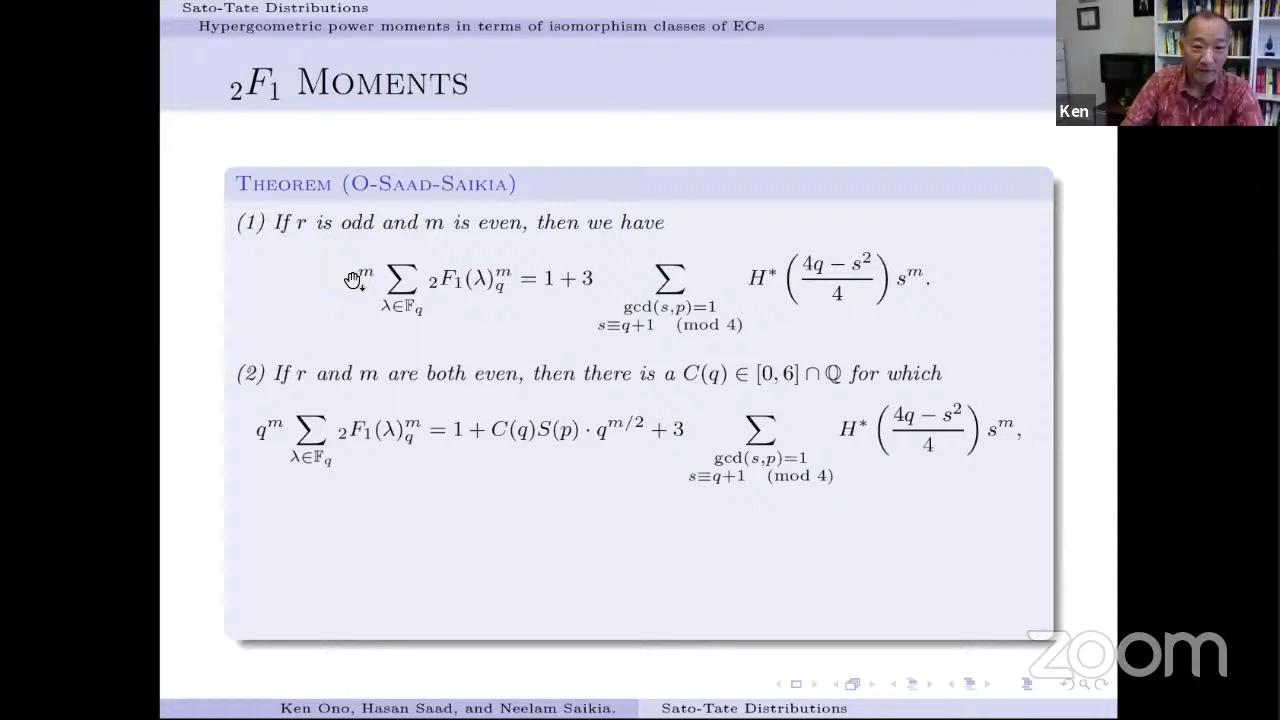 Sato-Tate Distributions
Hypergeometric power moments in terms of isomorphism classes of ECs
Ken
₂F₁ MOMENTS
THEOREM (O-SAAD-SAIKIA)
(1) If r is odd and m is even, then we have
m ∑ ₂F₁(λ)_q^m = 1 + 3 ∑ H* ( (4q − s²) / 4 ) s^m.
λ∈F_q gcd(s,p)=1
s≡q+1 (mod 4)
(2) If r and m are both even, then there is a C(q) ∈ [0, 6] ∩ ℚ for which
q^m ∑ ₂F₁(λ)_q^m = 1 + C(q)S(p) · q^{m/2} + 3 ∑ H* ( (4q − s²) / 4 ) s^m,
λ∈F_q gcd(s,p)=1
s≡q+1 (mod 4)
zoom
Ken Ono, Hasan Saad, and Neelam Saikia. Sato-Tate Distributions